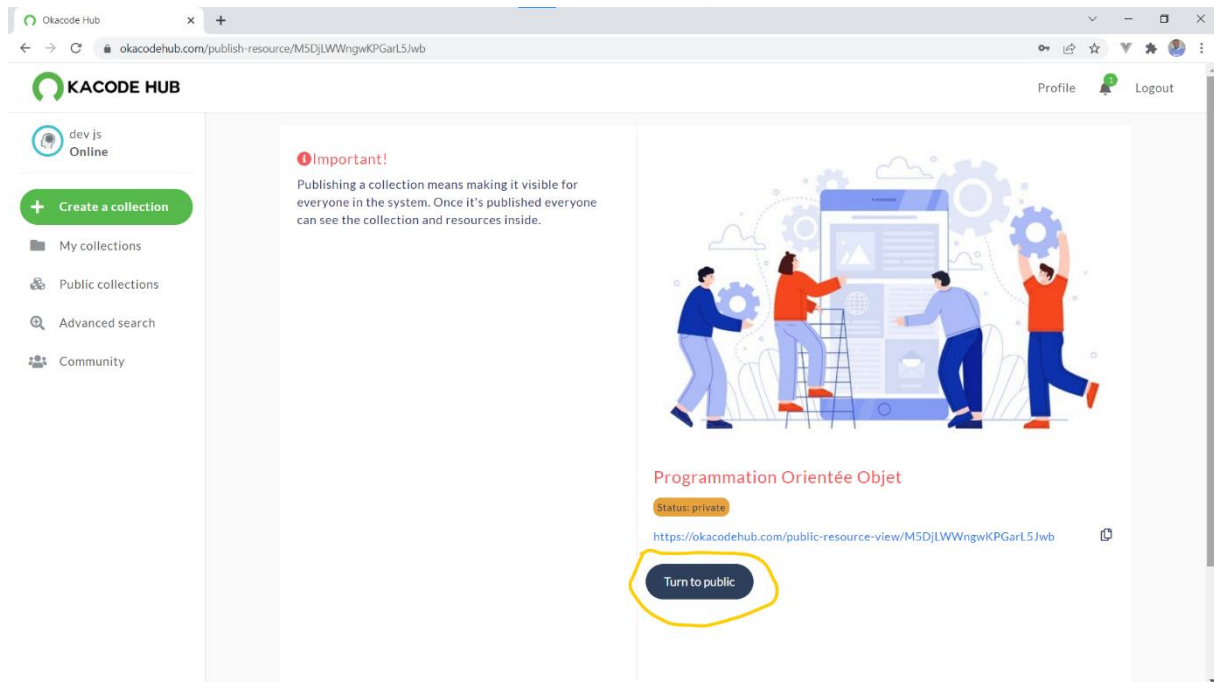 Okacode Hub
okacodehub.com/publish-resource/M5DjLWWngwKPGarL5Jwb
KACODE HUB
Profile
1
Logout
dev js
Online
Create a collection
My collections
Public collections
Advanced search
Community
Important!
Publishing a collection means making it visible for
everyone in the system. Once it's published everyone
can see the collection and resources inside.
Programmation Orientée Objet
Status: private
https://okacodehub.com/public-resource-view/M5DjLWWngwKPGarL5Jwb
Turn to public